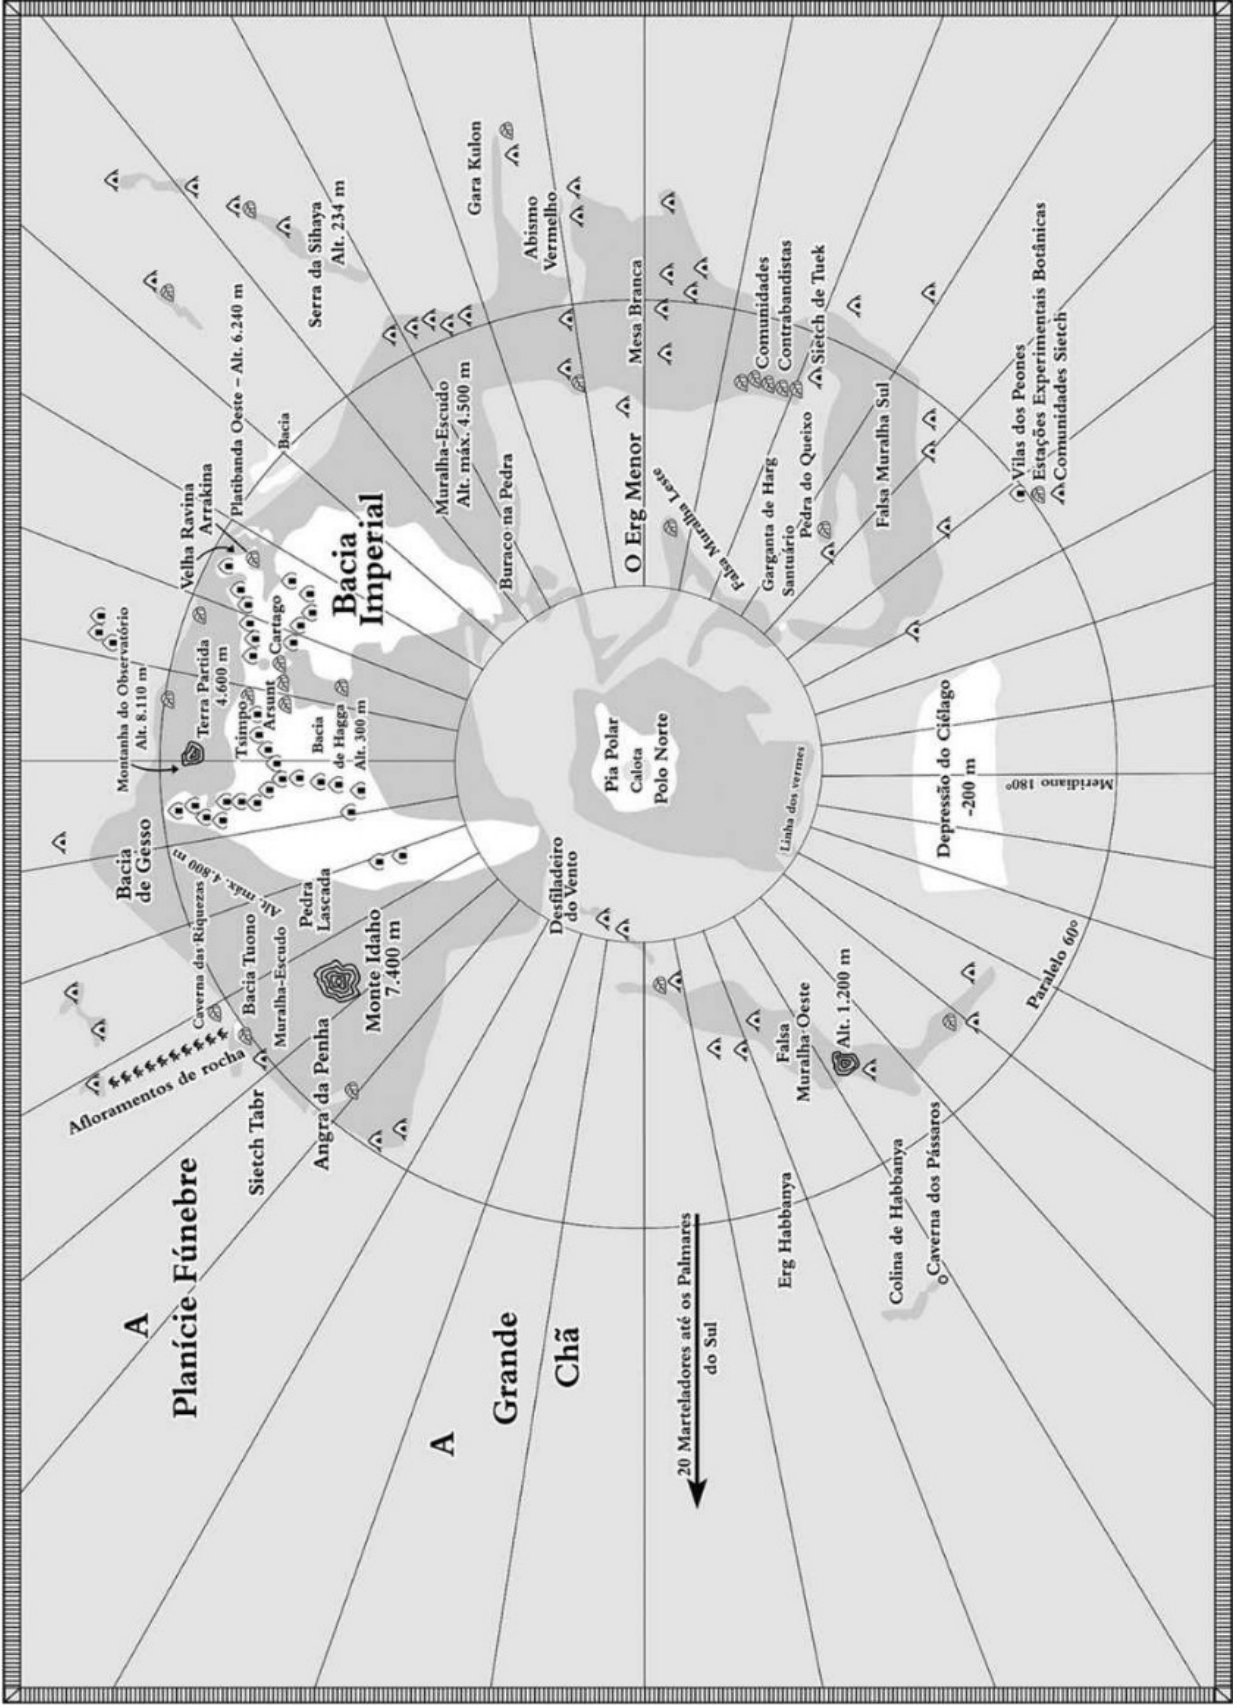 A
Planície Fúnebre
A
Grande
Chã
Afloramentos de rocha
Sietch Tabr
Angra da Penha
Caverna das Riquezas
Bacia Tuono
Muralha-Escudo
Alt. máx. 4.800 m
Pedra
Lascada
Monte Idaho
7.400 m
Bacia
de Gesso
Montanha do Observatório
Alt. 8.110 m
Terra Partida
4.600 m
Tsimpo
Arsunt
Cartago
Bacia
de Hagga
Alt. 300 m
Velha Ravina
Arrakina
Platibanda Oeste – Alt. 6.240 m
Bacia
Bacia
Imperial
Serra da Sihaya
Alt. 234 m
Muralha-Escudo
Alt. máx. 4.500 m
Buraco na Pedra
Gara Kulon
Abismo
Vermelho
Mesa Branca
O Erg Menor
Falsa Muralha Leste
Falsa Muralha Leste
Comunidades
Contrabandistas
Sietch de Tuek
Garganta de Harg
Santuário
Pedra do Queixo
Falsa Muralha Sul
Desfiladeiro
do Vento
Pia Polar
Calota
Polo Norte
Linha dos vermes
Depressão do Ciélago
-200 m
Meridiano 180º
Paralelo 60º
Falsa
Muralha-Oeste
Alt. 1.200 m
Erg Habbanya
Colina de Habbanya
Caverna dos Pássaros
20 Marteladores até os Palmares
do Sul
Vilas dos Peones
Estações Experimentais Botânicas
Comunidades Sietch